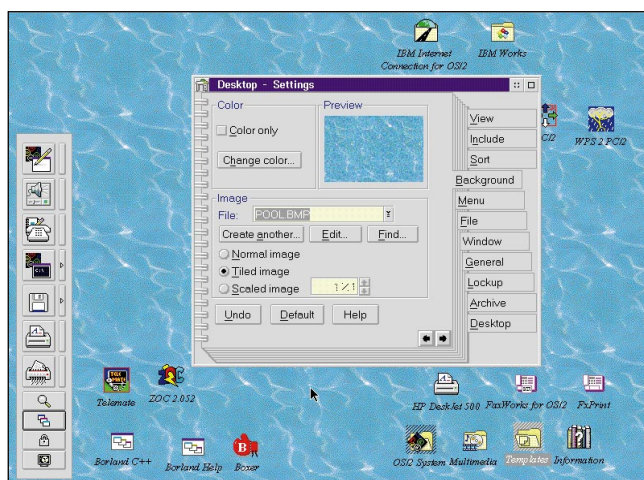 IBM Internet
Connection for OS/2
IBM Works
Desktop - Settings
Color
Color only
Change color...
Preview
Image
File:
POOL.BMP
Create another...
Edit...
Find...
Normal image
Tiled image
Scaled image
1 X 1
Undo
Default
Help
View
Include
Sort
Background
Menu
File
Window
General
Lockup
Archive
Desktop
C/2
WPS 2 PC/2
Telemate
ZOC 2.052
HP DeskJet 500
FaxWorks for OS/2
FxPrint
Borland C++
Borland Help
Boxer
OS/2 System
Multimedia
Templates
Information